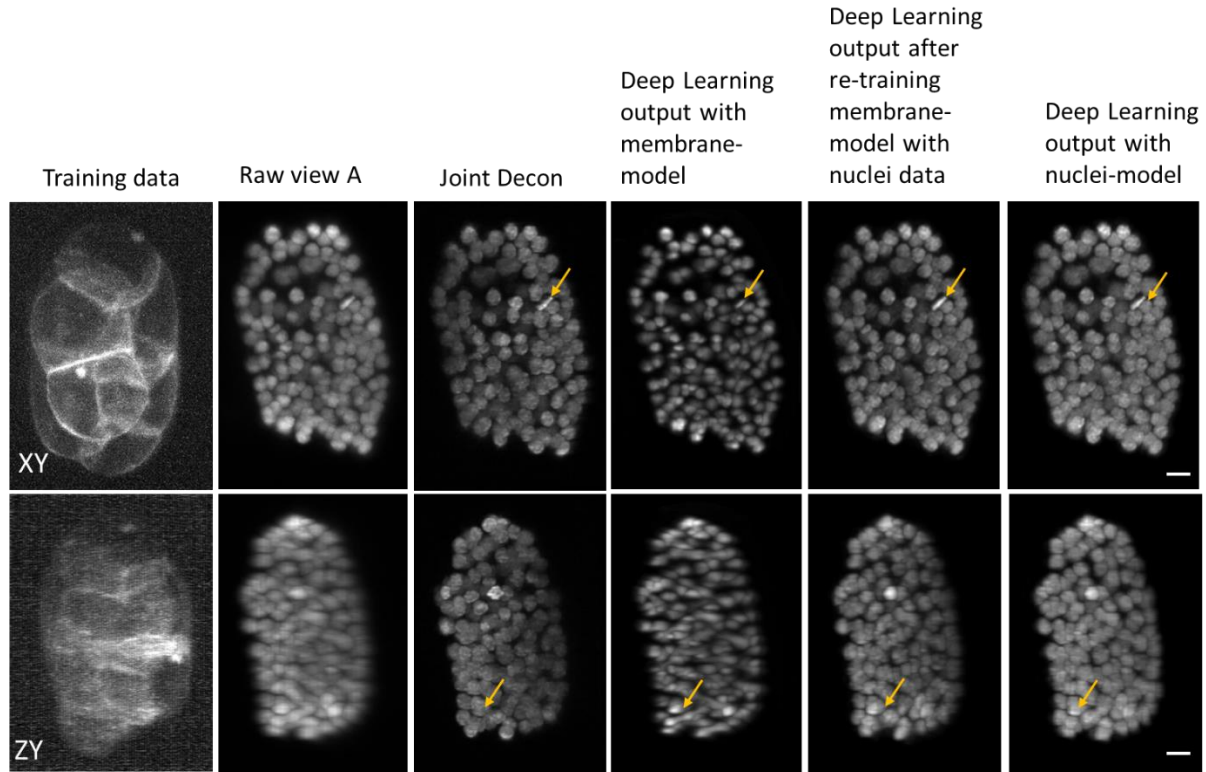 Training data
Raw view A
Joint Decon
Deep Learning
output with
membrane-
model
Deep Learning
output after
re-training
membrane-
model with
nuclei data
Deep Learning
output with
nuclei-model
XY
ZY